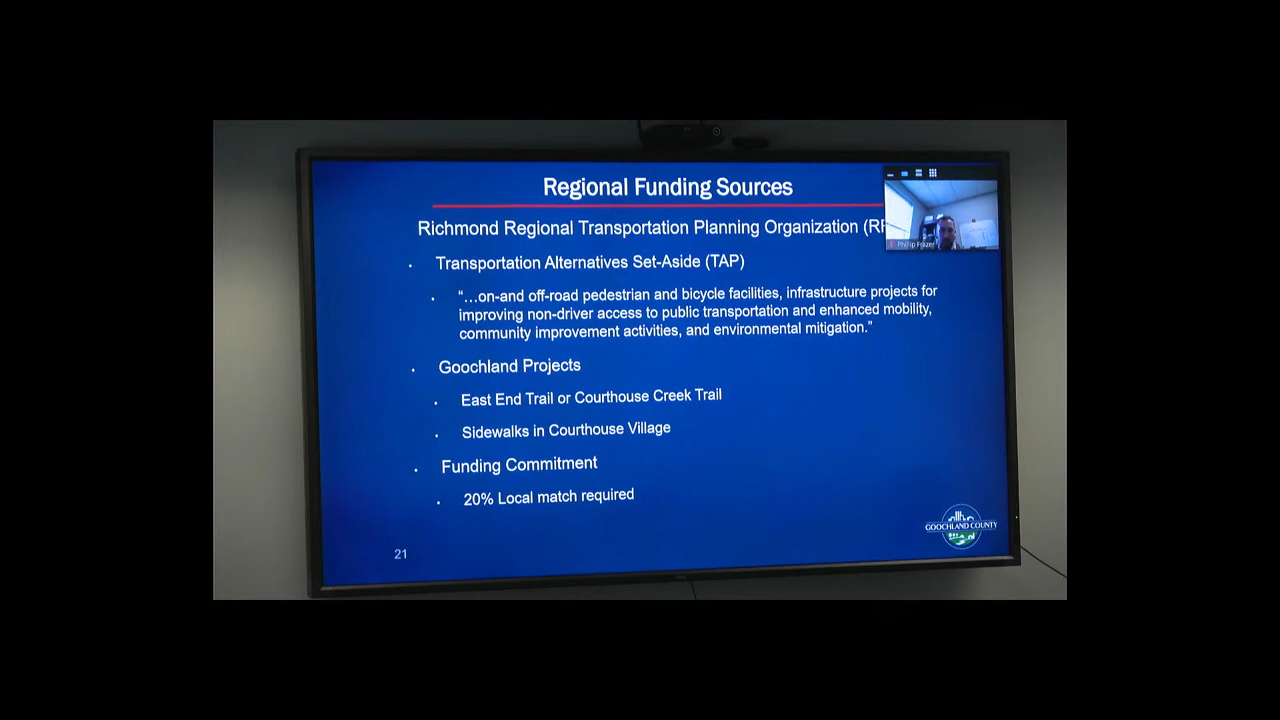 Regional Funding Sources
Richmond Regional Transportation Planning Organization
Transportation Alternatives Set-Aside (TAP)
“…on-and off-road pedestrian and bicycle facilities, infrastructure projects for
improving non-driver access to public transportation and enhanced mobility,
community improvement activities, and environmental mitigation.”
Goochland Projects
East End Trail or Courthouse Creek Trail
Sidewalks in Courthouse Village
Funding Commitment
20% Local match required
21
GOOCHLAND COUNTY
Phillip Frazer